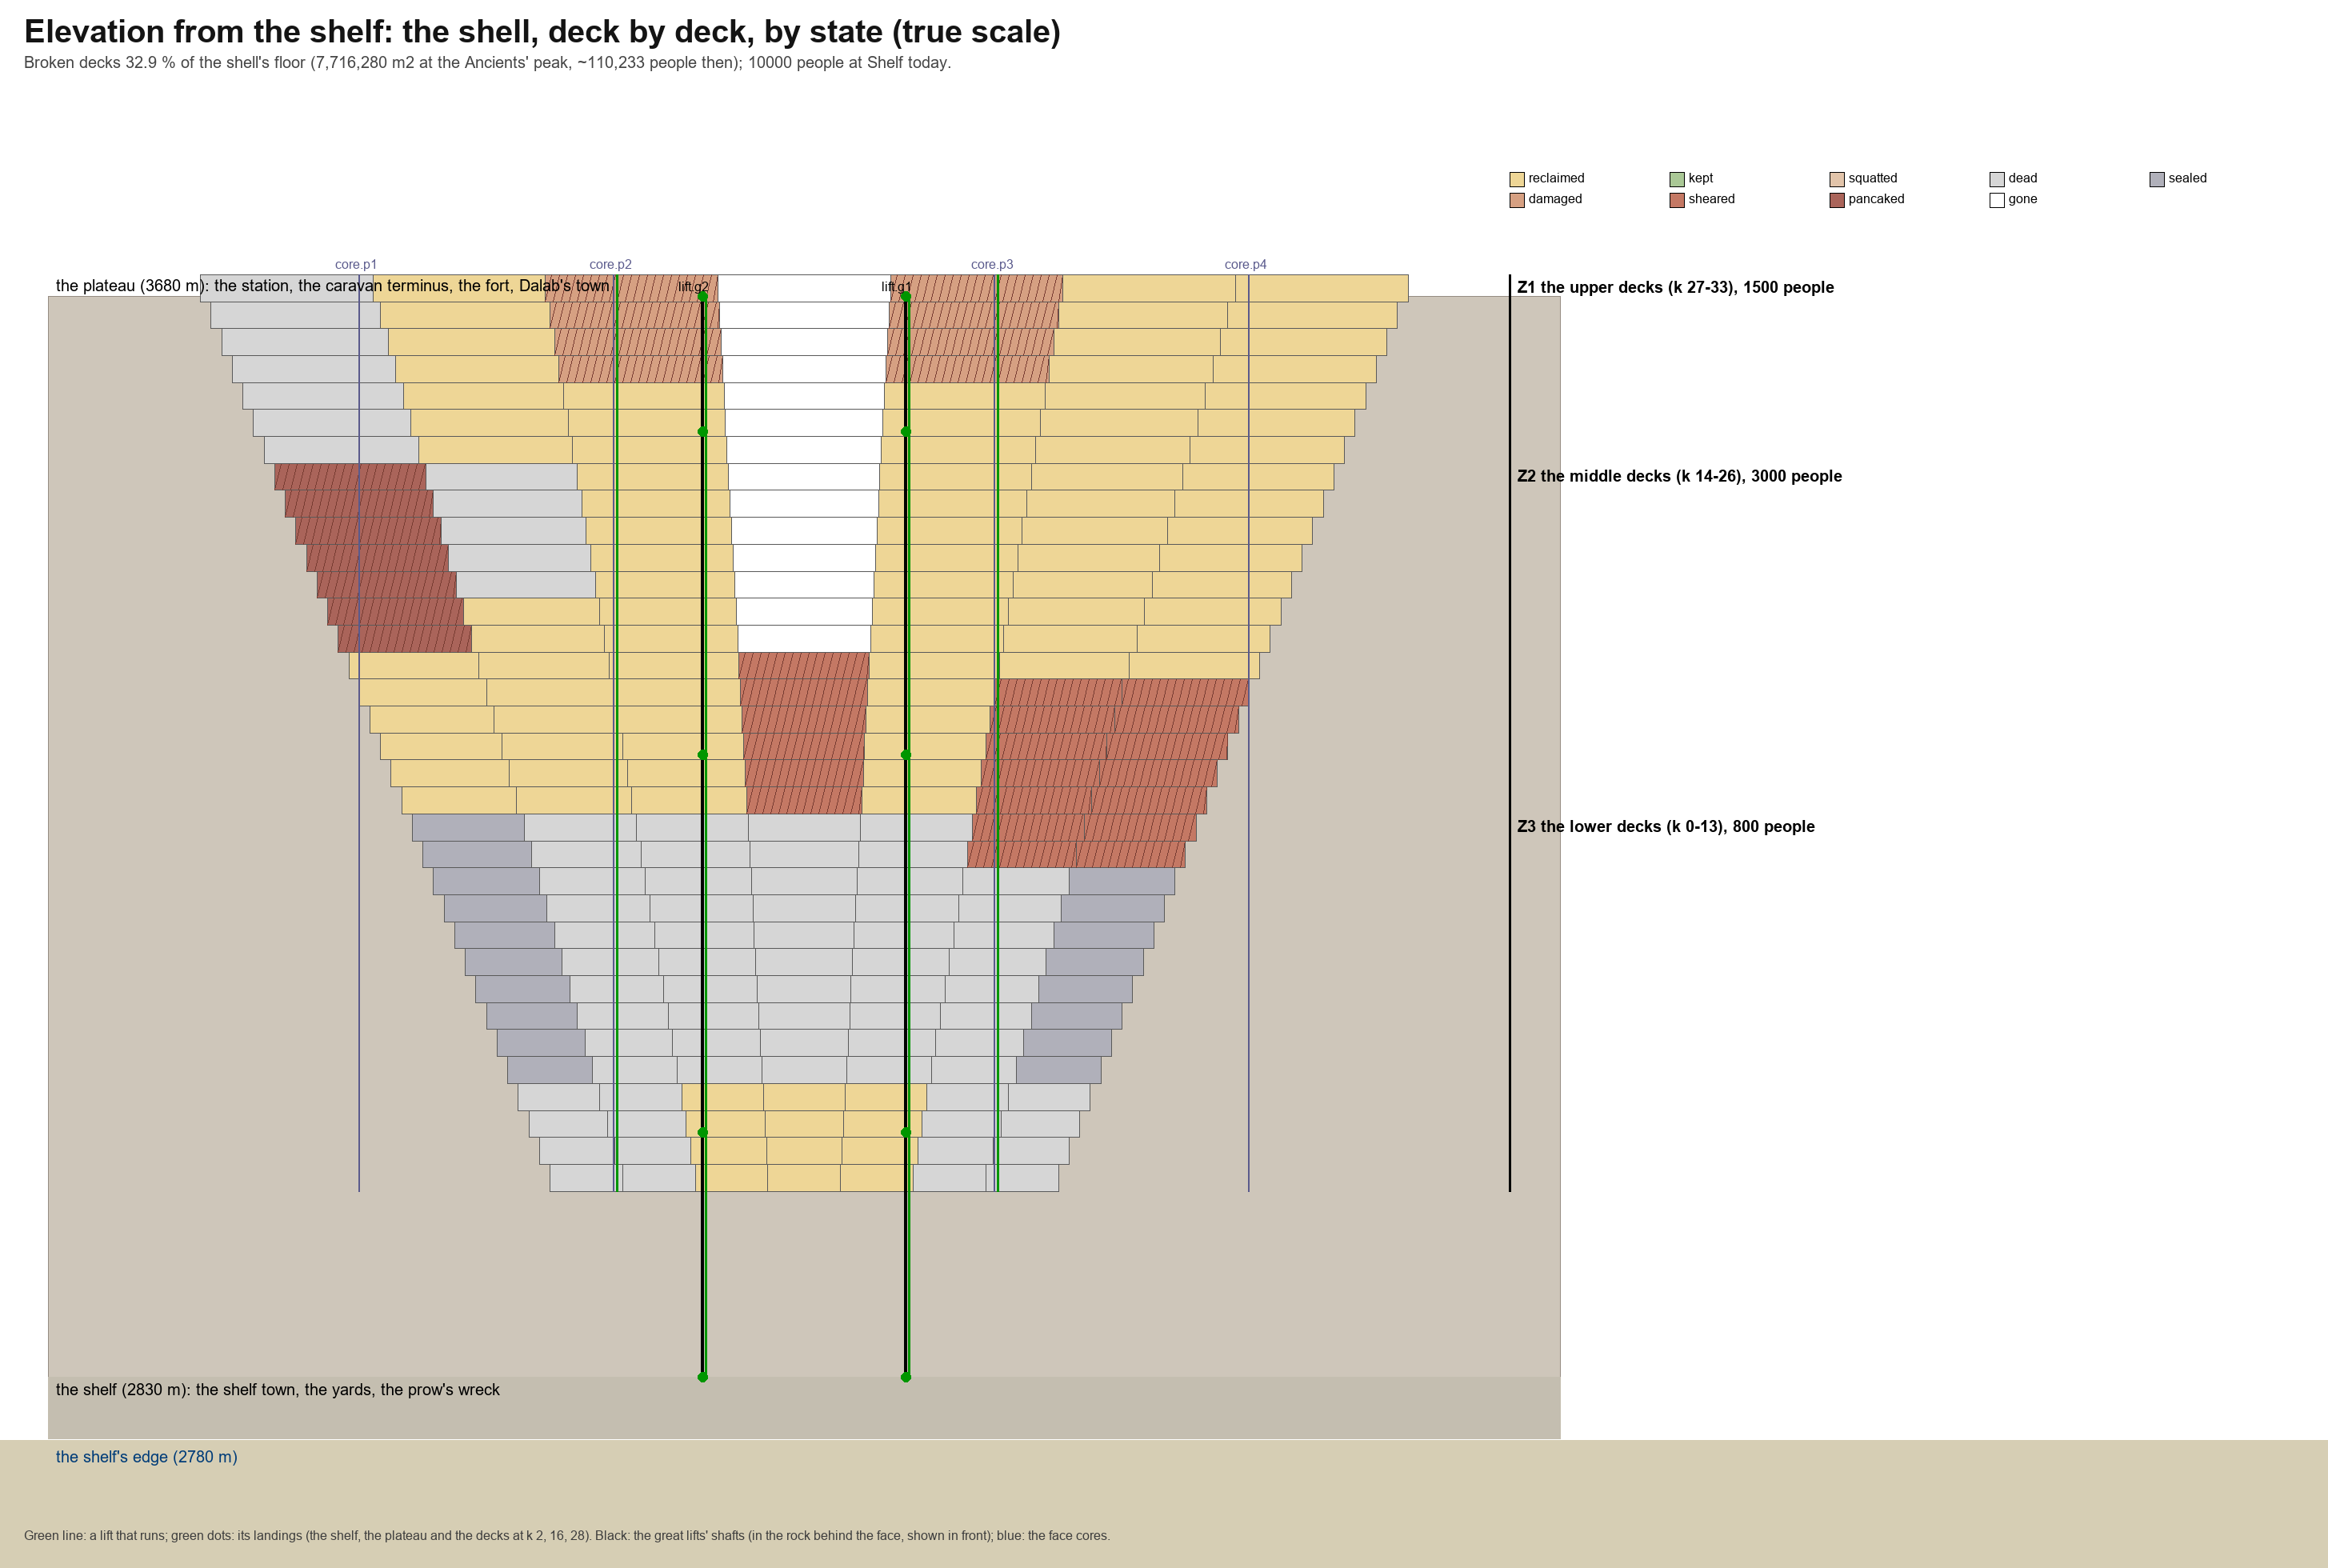 Elevation from the shelf: the shell, deck by deck, by state (true scale)
Broken decks 32.9 % of the shell's floor (7,716,280 m2 at the Ancients' peak, ~110,233 people then); 10000 people at Shelf today.
reclaimed kept squatted dead sealed
damaged sheared pancaked gone
core.p1 core.p2 core.p3 core.p4
the plateau (3680 m): the station, the caravan terminus, the fort, Dalab's town
lift.g2 lift.g1
Z1 the upper decks (k 27-33), 1500 people
Z2 the middle decks (k 14-26), 3000 people
Z3 the lower decks (k 0-13), 800 people
the shelf (2830 m): the shelf town, the yards, the prow's wreck
the shelf's edge (2780 m)
Green line: a lift that runs; green dots: its landings (the shelf, the plateau and the decks at k 2, 16, 28). Black: the great lifts' shafts (in the rock behind the face, shown in front); blue: the face cores.